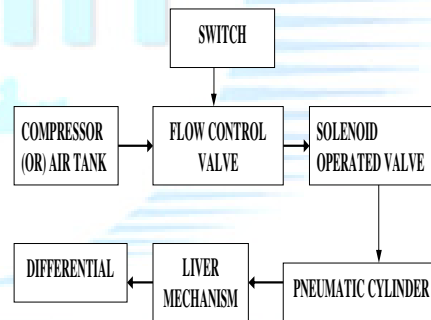 SWITCH
COMPRESSOR
(OR) AIR TANK
FLOW CONTROL
VALVE
SOLENOID
OPERATED VALVE
DIFFERENTIAL
LIVER
MECHANISM
PNEUMATIC CYLINDER